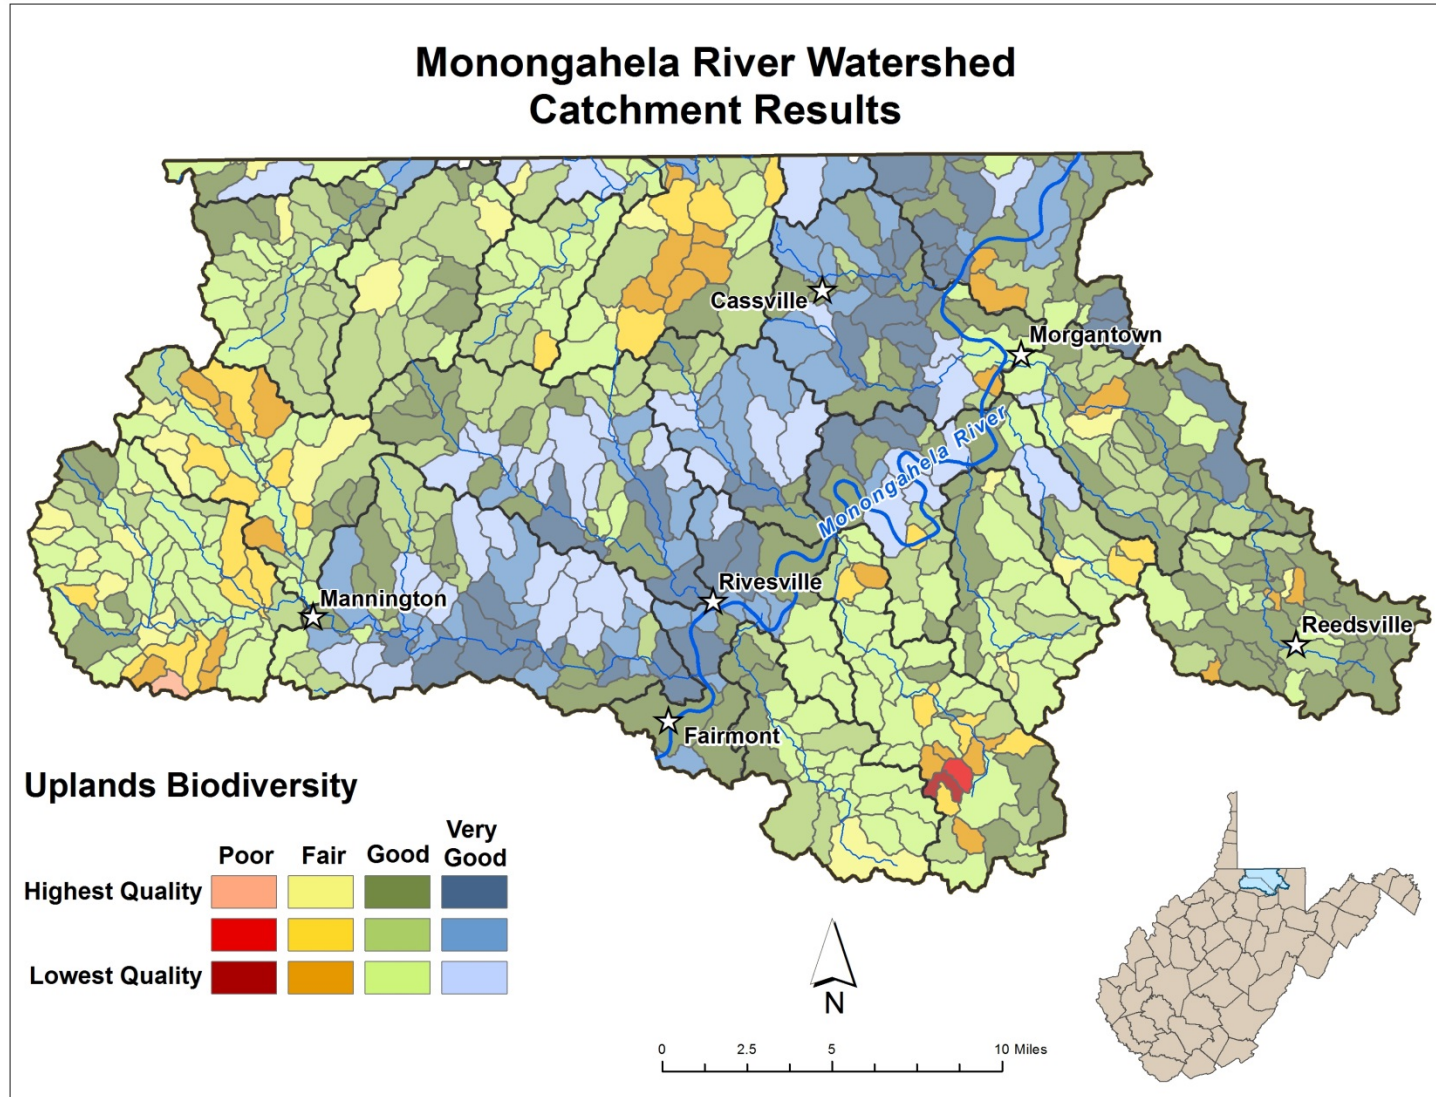 Monongahela River Watershed
Catchment Results
Cassville
Morgantown
Monongahela River
Rivesville
Mannington
Reedsville
Fairmont
Uplands Biodiversity
Poor Fair Good Very Good
Highest Quality
Lowest Quality
N
0 2.5 5 10 Miles